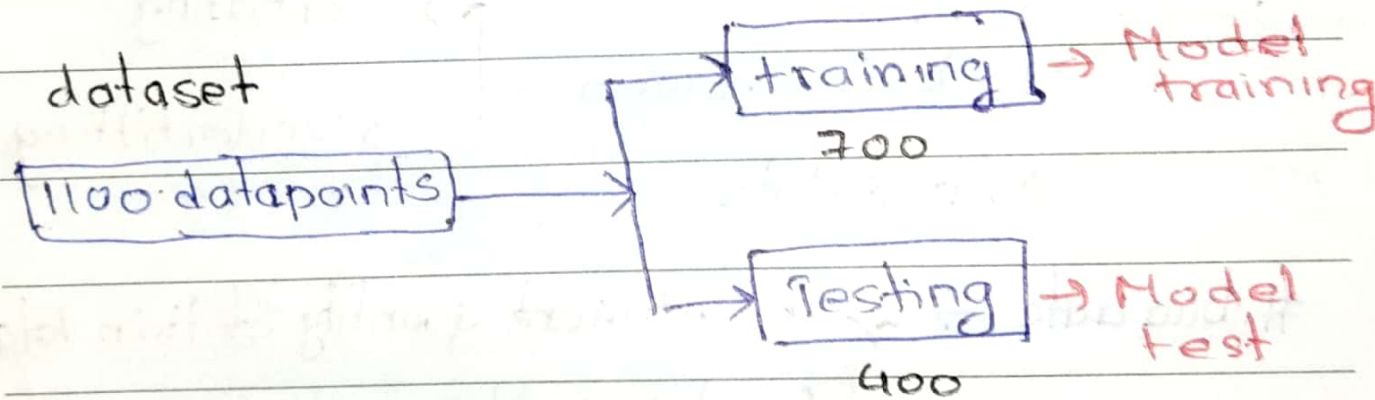 dataset
1100 datapoints
training
700
→ Model
training
Testing
400
→ Model
test